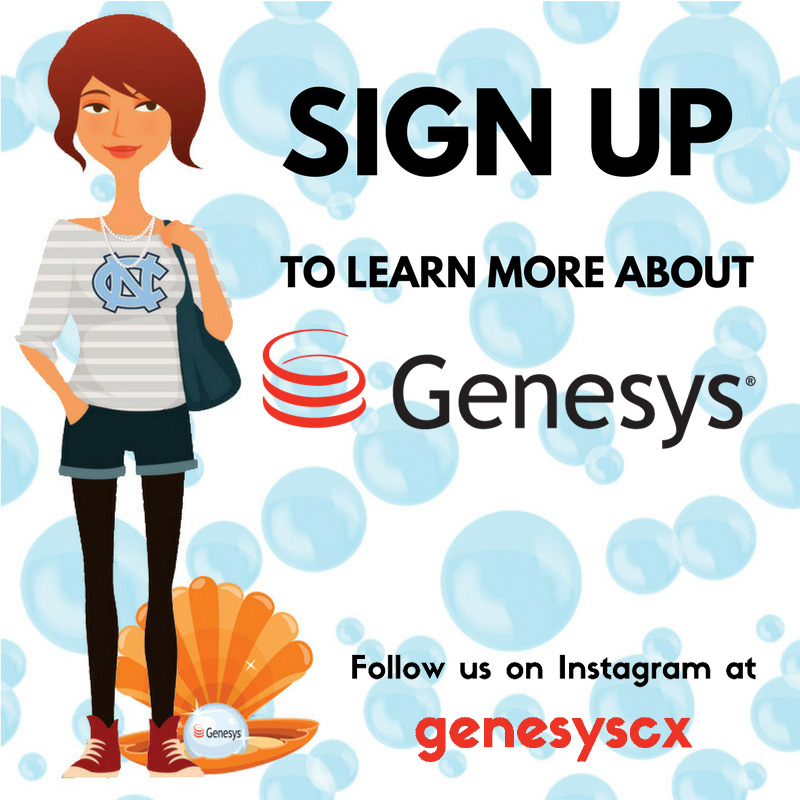 SIGN UP
TO LEARN MORE ABOUT
Genesys®
NC
Genesys
Follow us on Instagram at
genesyscx